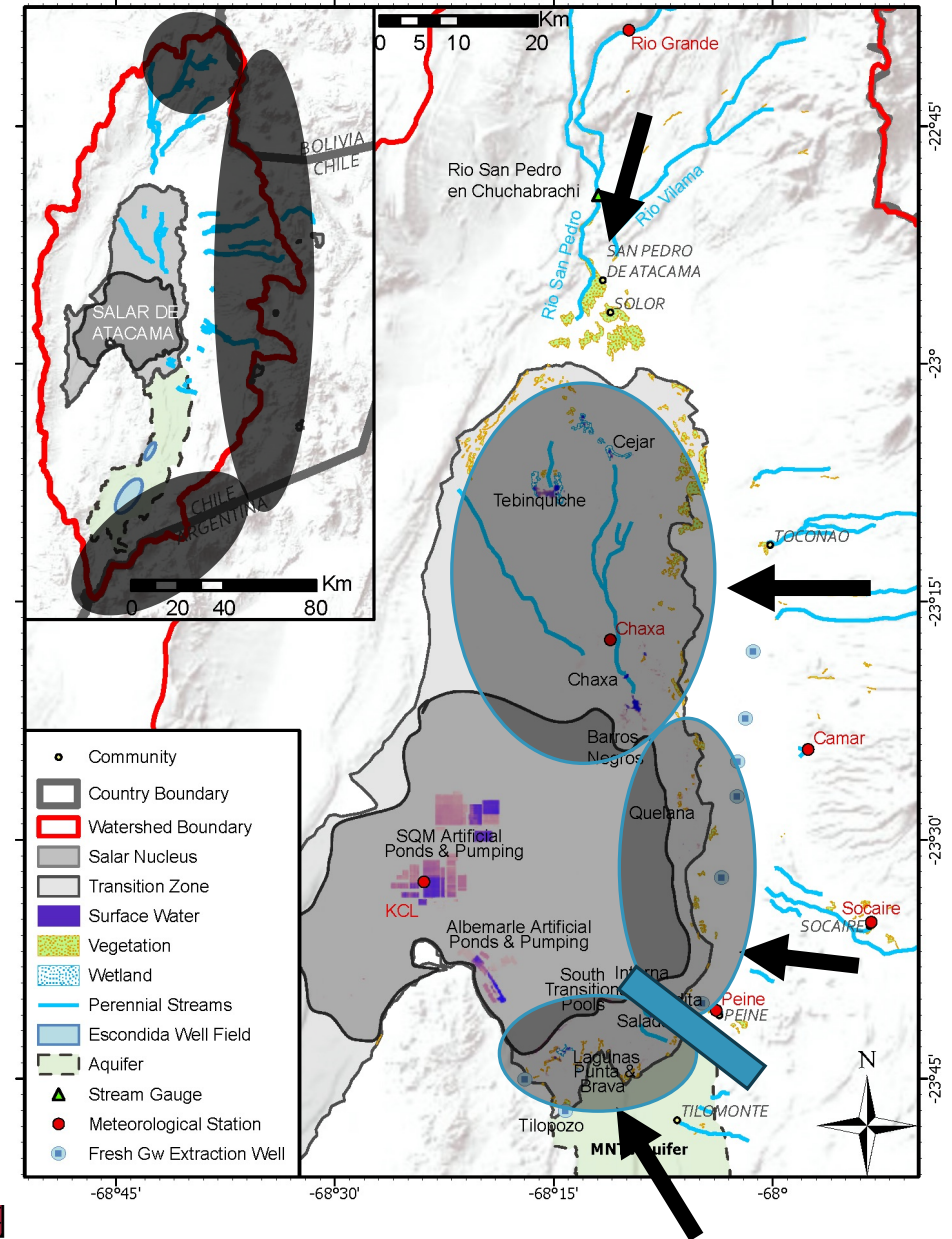 BOLIVIA
CHILE
SALAR DE
ATACAMA
CHILE
ARGENTINA
Km
0 20 40 80
Km
0 5 10 20
Rio Grande
Rio San Pedro
en Chuchabrachi
Rio Vilama
Rio San Pedro
SAN PEDRO
DE ATACAMA
SOLOR
Cejar
Tebinquiche
TOCONAO
Chaxa
Chaxa
Barros
Negros
Camar
Quelana
SQM Artificial
Ponds & Pumping
KCL
Albemarle Artificial
Ponds & Pumping
Socaire
SOCAIRE
South
Transition
Pools
Interna
Salad
Peine
PEINE
Lagunas
Punta &
Brava
Tilopozo
TILOMONTE
MNT
uifer
N
Community
Country Boundary
Watershed Boundary
Salar Nucleus
Transition Zone
Surface Water
Vegetation
Wetland
Perennial Streams
Escondida Well Field
Aquifer
Stream Gauge
Meteorological Station
Fresh Gw Extraction Well
-22°45'
-23°
-23°15'
-23°30'
-23°45'
-68°45'
-68°30'
-68°15'
-68°